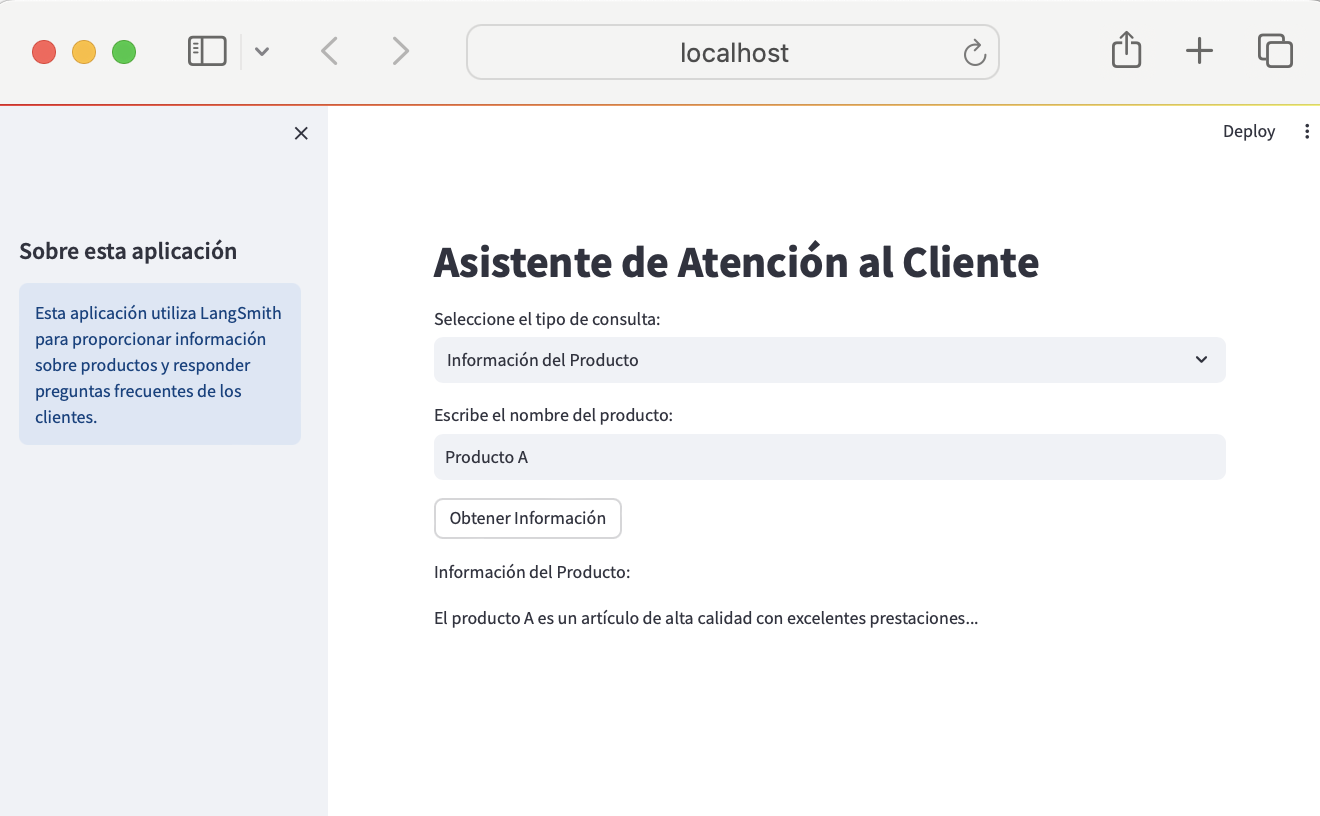 localhost
Deploy
Sobre esta aplicación
Esta aplicación utiliza LangSmith
para proporcionar información
sobre productos y responder
preguntas frecuentes de los
clientes.
Asistente de Atención al Cliente
Seleccione el tipo de consulta:
Información del Producto
Escribe el nombre del producto:
Producto A
Obtener Información
Información del Producto:
El producto A es un artículo de alta calidad con excelentes prestaciones...